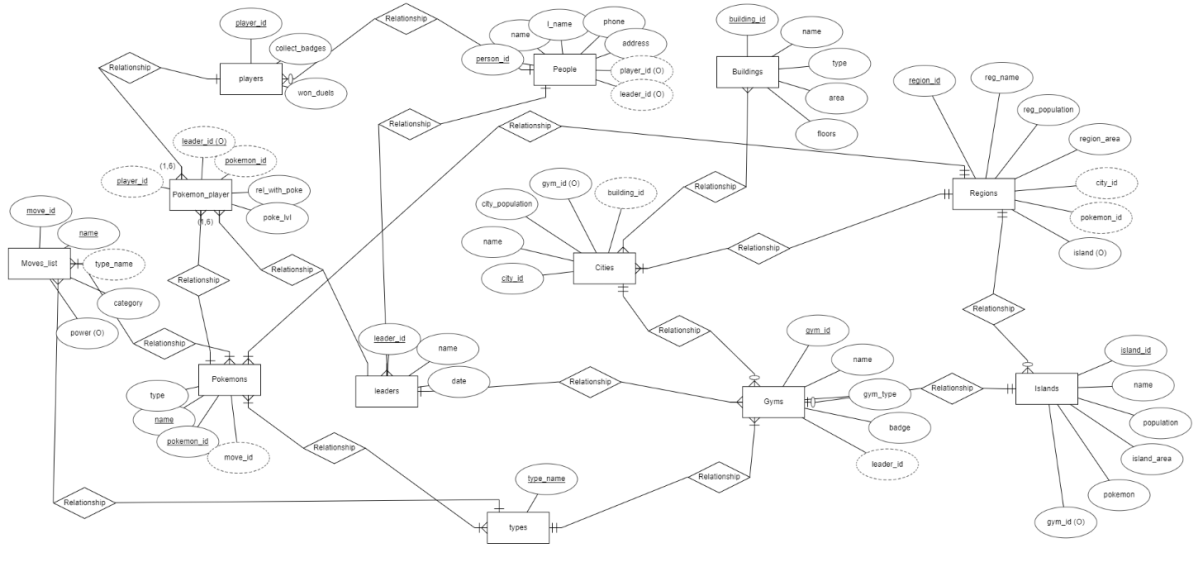 player_id
Relationship
collect_badges
players
won_duels
Relationship
l_name
name
phone
address
person_id
People
player_id (O)
leader_id (O)
building_id
name
type
Buildings
area
floors
Relationship
Relationship
Relationship
region_id
reg_name
reg_population
region_area
city_id
Regions
pokemon_id
island (O)
leader_id (O)
pokemon_id
(1,6)
player_id
rel_with_poke
Pokemon_player
poke_lvl
(1,6)
move_id
name
type_name
Moves_list
category
power (O)
Relationship
Relationship
Relationship
gym_id (O)
building_id
city_population
name
Cities
city_id
Relationship
Relationship
Relationship
Relationship
leader_id
name
date
leaders
type
Pokemons
name
pokemon_id
move_id
Relationship
gym_id
name
gym_type
Gyms
badge
leader_id
Relationship
island_id
name
Islands
population
island_area
pokemon
gym_id (O)
Relationship
Relationship
Relationship
type_name
types